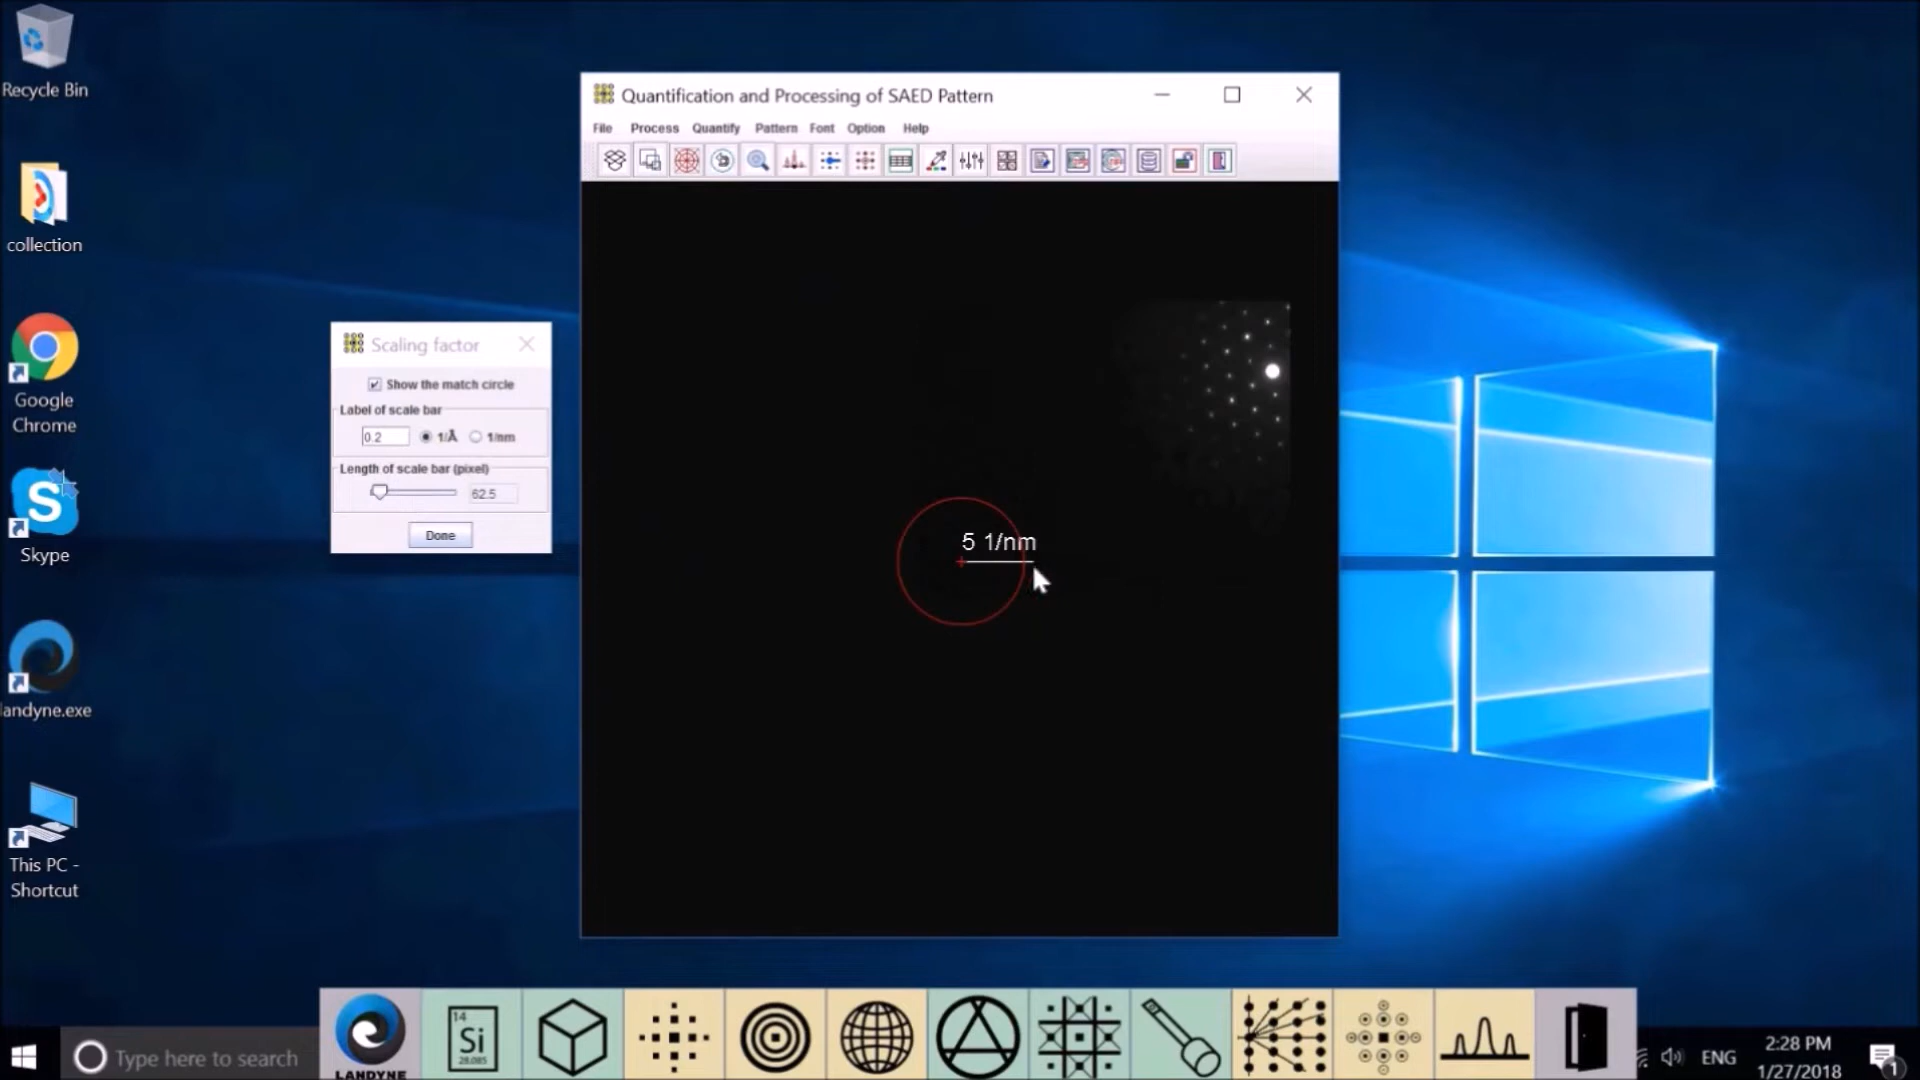 Recycle Bin
collection
Google
Chrome
Skype
landyne.exe
This PC -
Shortcut
Scaling factor
Show the match circle
Label of scale bar
0.2 1/Å 1/nm
Length of scale bar (pixel)
62.5
Done
Quantification and Processing of SAED Pattern
File Process Quantify Pattern Font Option Help
5 1/nm
Type here to search
LANDYNE
14
Si
28.085
ENG
2:28 PM
1/27/2018
1